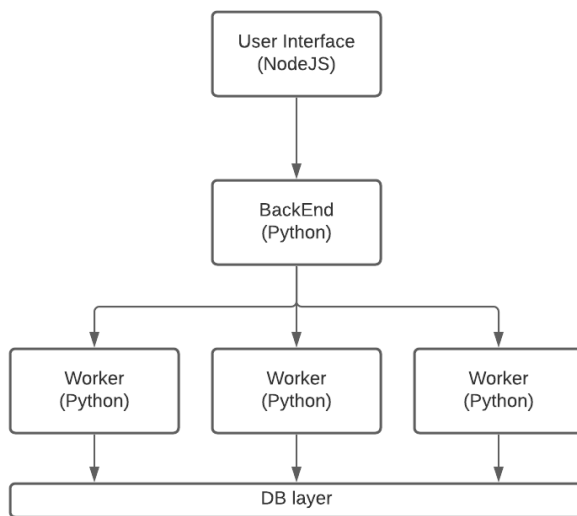 User Interface
(NodeJS)
BackEnd
(Python)
Worker
(Python)
Worker
(Python)
Worker
(Python)
DB layer